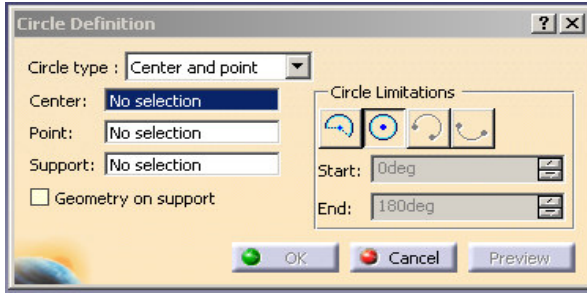 Circle Definition ? X
Circle type : Center and point
Center: No selection
Point: No selection
Support: No selection
Geometry on support
Circle Limitations
Start: 0deg
End: 180deg
OK Cancel Preview